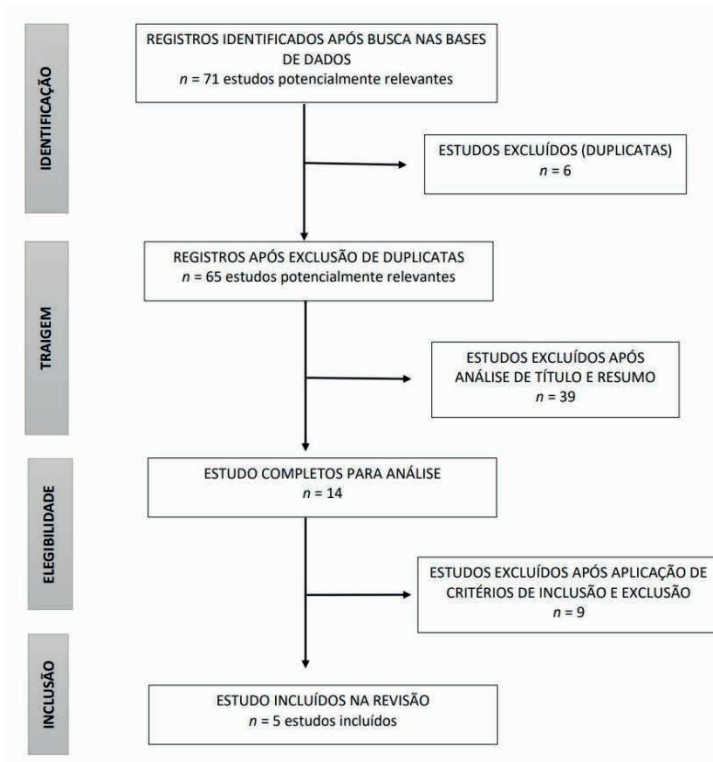 IDENTIFICAÇÃO
REGISTROS IDENTIFICADOS APÓS BUSCA NAS BASES
DE DADOS
n = 71 estudos potencialmente relevantes
ESTUDOS EXCLUÍDOS (DUPLICATAS)
n = 6
TRAIGEM
REGISTROS APÓS EXCLUSÃO DE DUPLICATAS
n = 65 estudos potencialmente relevantes
ESTUDOS EXCLUÍDOS APÓS
ANÁLISE DE TÍTULO E RESUMO
n = 39
ELEGIBILIDADE
ESTUDO COMPLETOS PARA ANÁLISE
n = 14
ESTUDOS EXCLUÍDOS APÓS APLICAÇÃO DE
CRITÉRIOS DE INCLUSÃO E EXCLUSÃO
n = 9
INCLUSÃO
ESTUDO INCLUÍDOS NA REVISÃO
n = 5 estudos incluídos